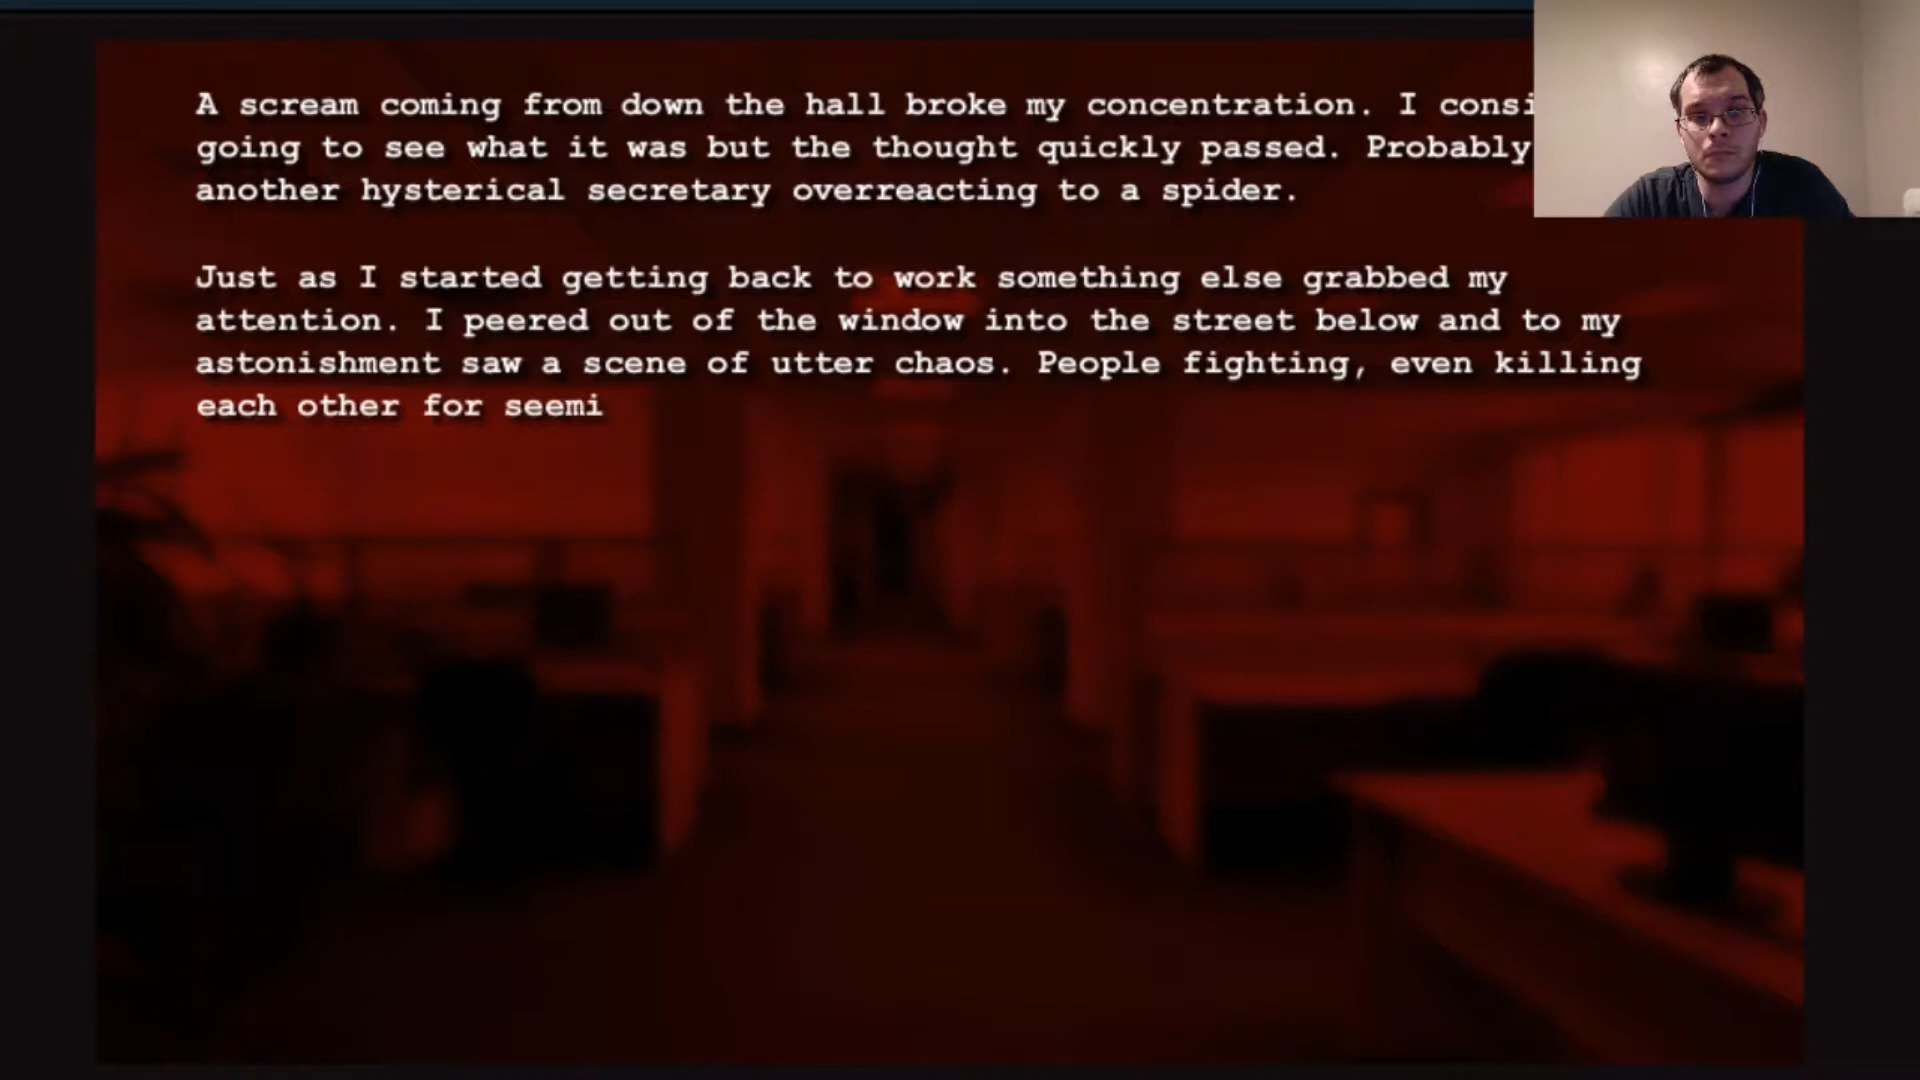 A scream coming from down the hall broke my concentration. I consi
going to see what it was but the thought quickly passed. Probably
another hysterical secretary overreacting to a spider.
Just as I started getting back to work something else grabbed my
attention. I peered out of the window into the street below and to my
astonishment saw a scene of utter chaos. People fighting, even killing
each other for seemi